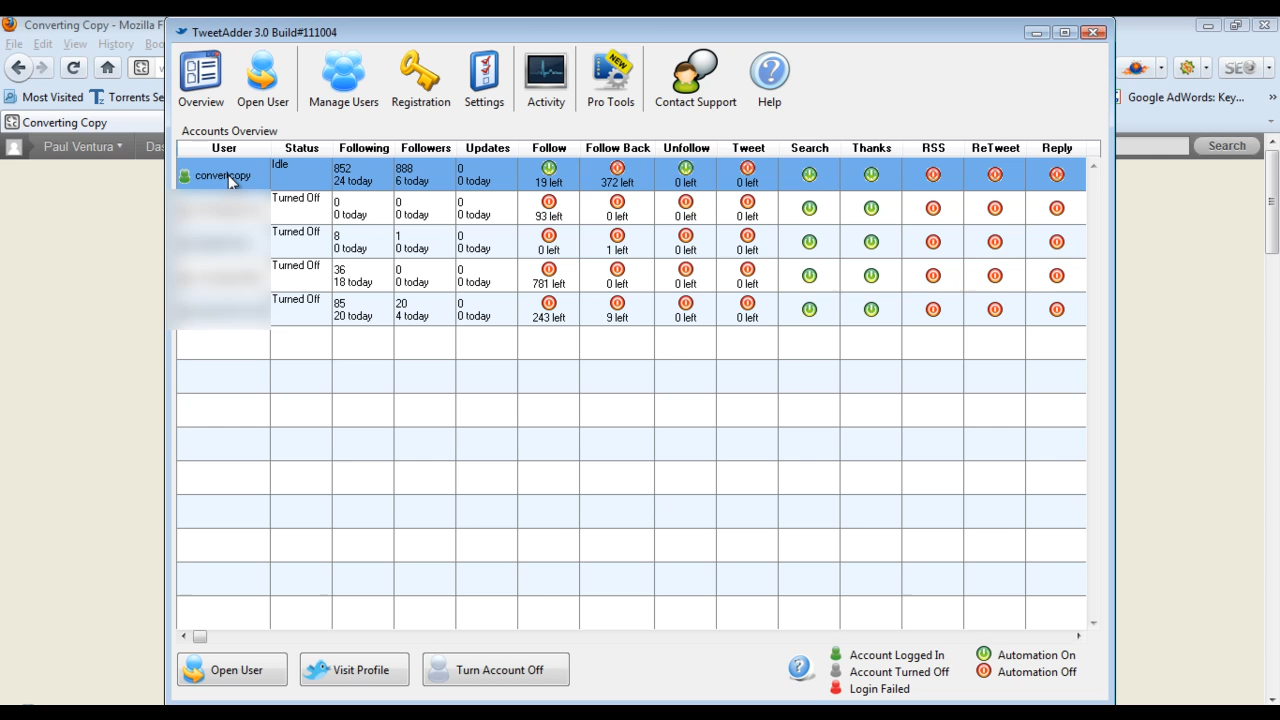 Converting Copy - Mozilla F
TweetAdder 3.0 Build#111004
File Edit View History Boo
Overview Open User Manage Users Registration Settings Activity Pro Tools Contact Support Help
NEW
SEO
Most Visited Torrents Se
Google AdWords: Key... »
Converting Copy
Accounts Overview
Paul Ventura Das
Search
User Status Following Followers Updates Follow Follow Back Unfollow Tweet Search Thanks RSS ReTweet Reply
convertcopy Idle 852 888 0
24 today 6 today 0 today 19 left 372 left 0 left 0 left
Turned Off 0 0 0
0 today 0 today 0 today 93 left 0 left 0 left 0 left
Turned Off 8 1 0
0 today 0 today 0 today 0 left 1 left 0 left 0 left
Turned Off 36 0 0
18 today 0 today 0 today 781 left 0 left 0 left 0 left
Turned Off 85 20 0
20 today 4 today 0 today 243 left 9 left 0 left 0 left
Open User Visit Profile Turn Account Off
Account Logged In Automation On
Account Turned Off Automation Off
Login Failed